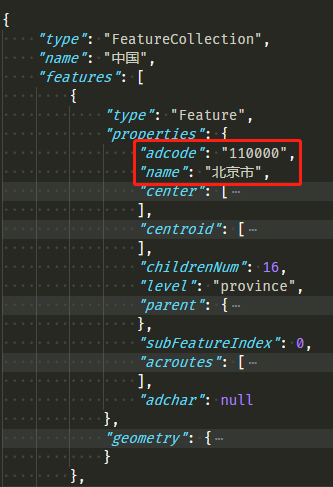 {
"type": "FeatureCollection",
"name": "中国",
"features": [
{
"type": "Feature",
"properties": {
"adcode": "110000",
"name": "北京市",
"center": [ ⋯
],
"centroid": [ ⋯
],
"childrenNum": 16,
"level": "province",
"parent": { ⋯
},
"subFeatureIndex": 0,
"acroutes": [ ⋯
],
"adchar": null
},
"geometry": { ⋯
}
},